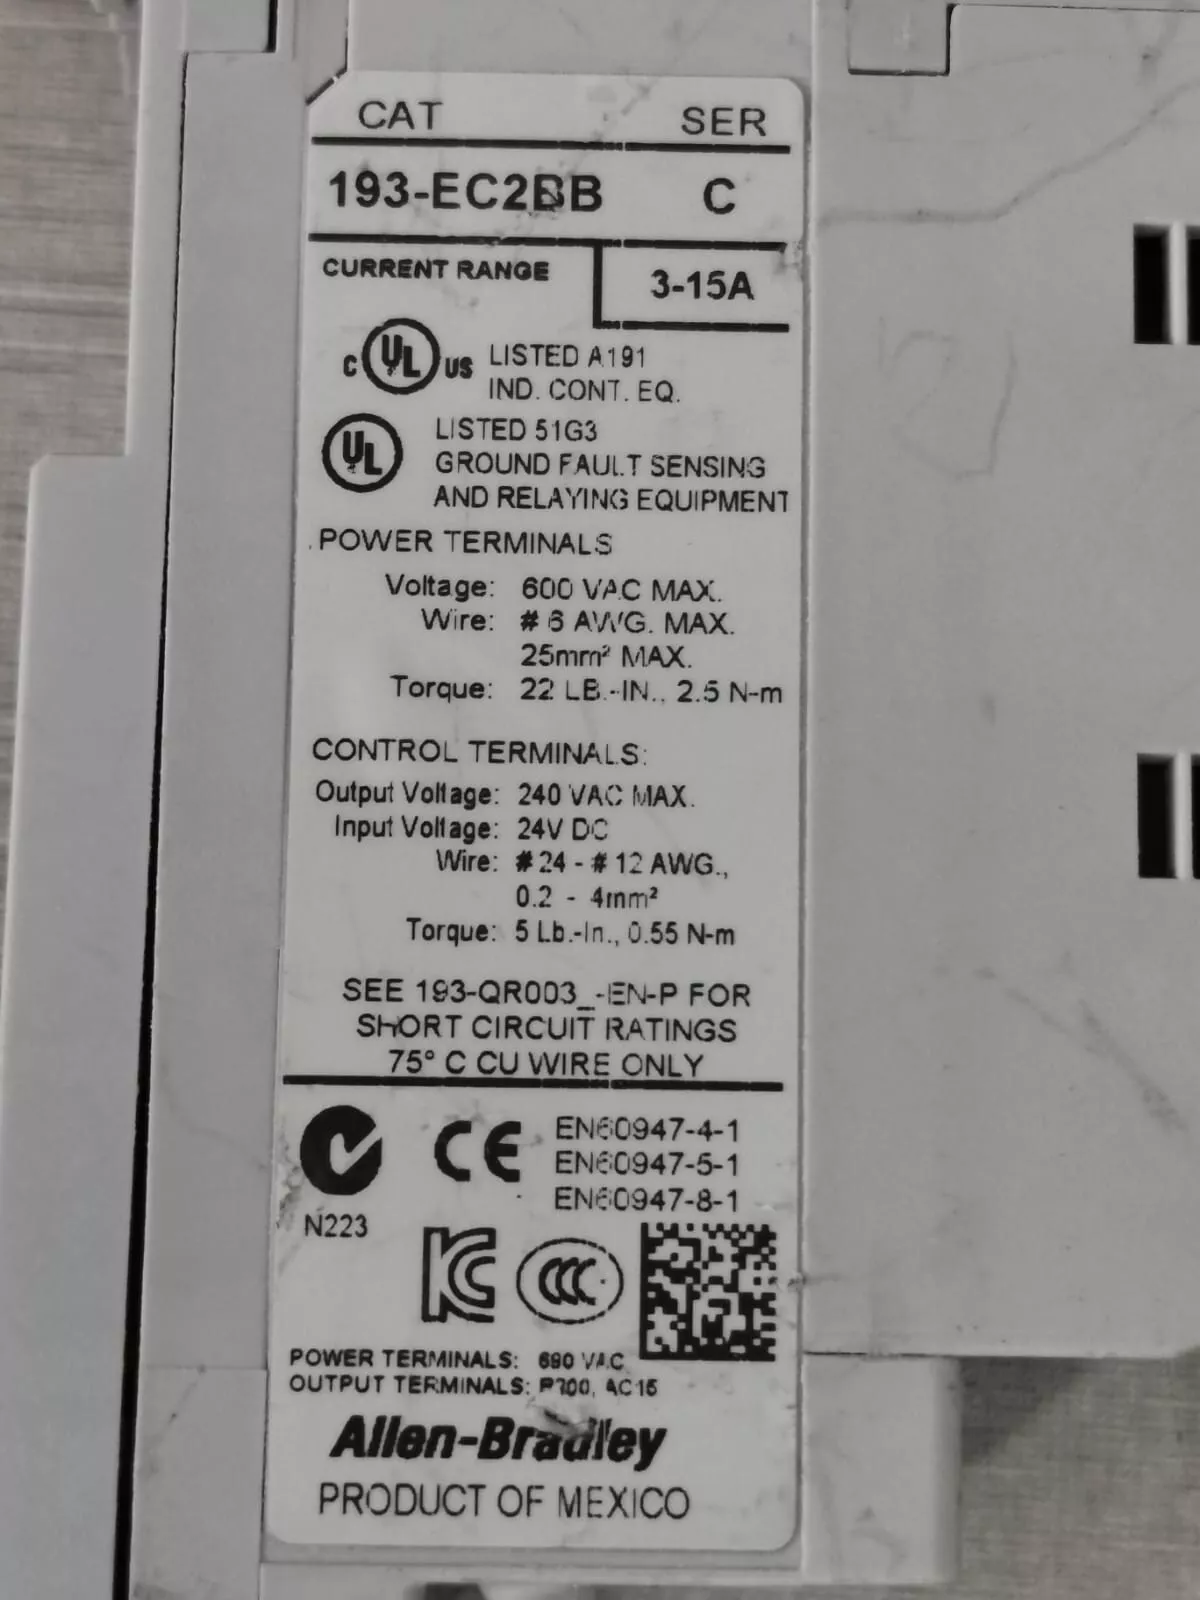 CAT SER
193-EC2BB C
CURRENT RANGE 3-15A
C UL US LISTED A191
IND. CONT. EQ.
UL LISTED 51G3
GROUND FAULT SENSING
AND RELAYING EQUIPMENT
POWER TERMINALS
Voltage: 600 VAC MAX.
Wire: # 6 AWG. MAX.
25mm² MAX.
Torque: 22 LB.-IN., 2.5 N-m
CONTROL TERMINALS:
Output Voltage: 240 VAC MAX.
Input Voltage: 24V DC
Wire: #24 - #12 AWG.,
0.2 - 4mm²
Torque: 5 Lb.-In., 0.55 N-m
SEE 193-QR003_-EN-P FOR
SHORT CIRCUIT RATINGS
75° C CU WIRE ONLY
CE EN60947-4-1
EN60947-5-1
EN60947-8-1
N223
KC CCC
POWER TERMINALS: 690 VAC
OUTPUT TERMINALS: AC15
Allen-Bradley
PRODUCT OF MEXICO